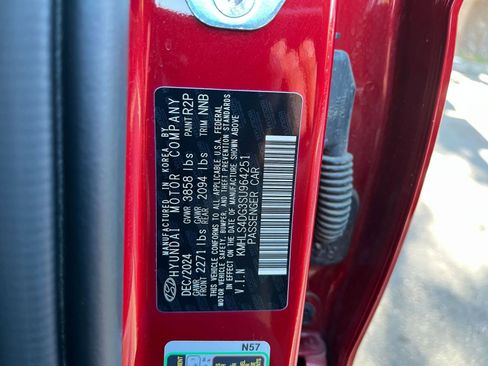 MANUFACTURED IN KOREA BY
HYUNDAI MOTOR COMPANY
DEC/2024 GVWR 3858 lbs PAINT R2P
GAWR FRONT 2271 lbs GAWR REAR 2094 lbs TRIM NNB
THIS VEHICLE CONFORMS TO ALL APPLICABLE U.S.A. FEDERAL
MOTOR VEHICLE SAFETY, BUMPER, AND THEFT PREVENTION STANDARDS
IN EFFECT ON THE DATE OF MANUFACTURE SHOWN ABOVE.
V.I.N KMHLS4DG3SU964251
PASSENGER CAR
N57